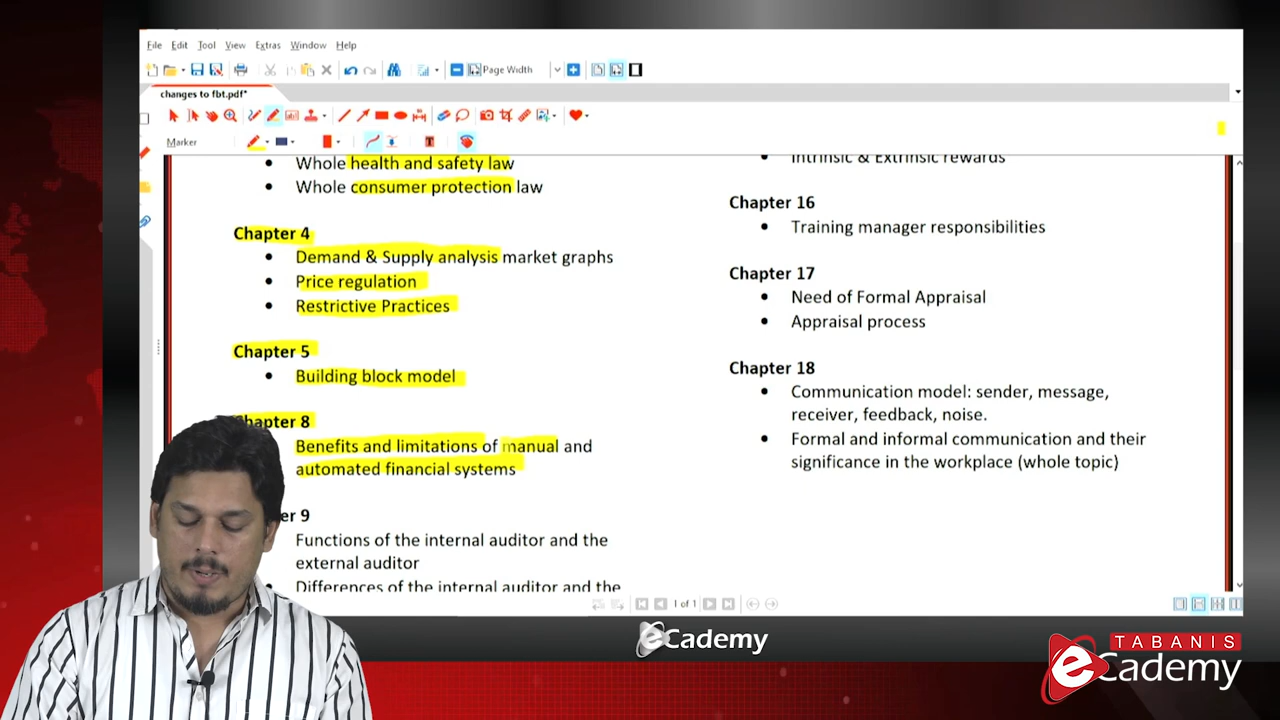 File Edit Tool View Extras Window Help
Page Width
changes to fbt.pdf*
Marker
Whole health and safety law
Whole consumer protection law
Chapter 4
Demand & Supply analysis market graphs
Price regulation
Restrictive Practices
Chapter 5
Building block model
Chapter 8
Benefits and limitations of manual and
automated financial systems
er 9
Functions of the internal auditor and the
external auditor
Differences of the internal auditor and the
Intrinsic & Extrinsic rewards
Chapter 16
Training manager responsibilities
Chapter 17
Need of Formal Appraisal
Appraisal process
Chapter 18
Communication model: sender, message,
receiver, feedback, noise.
Formal and informal communication and their
significance in the workplace (whole topic)
1 of 1
eCademy
TABANIS
eCademy